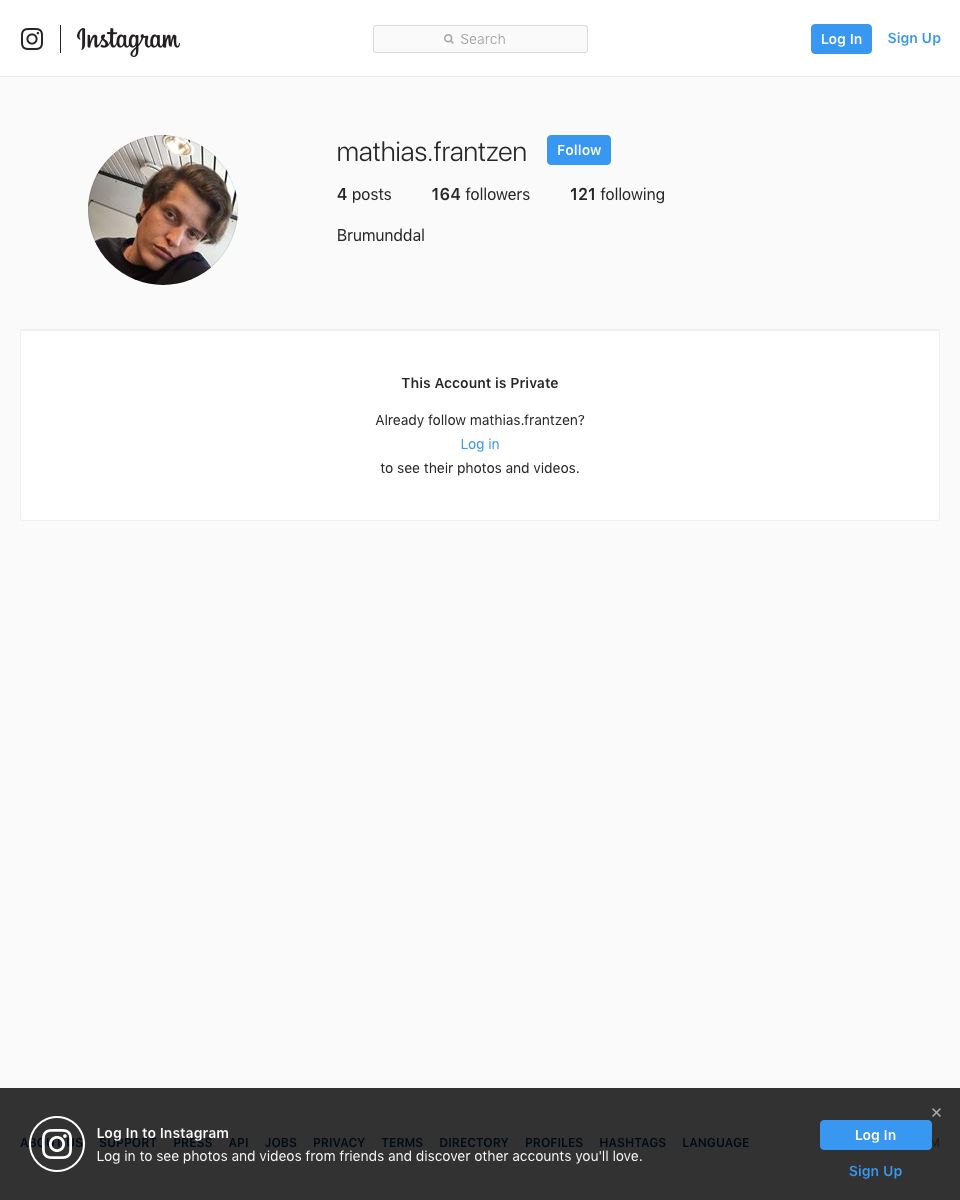 Instagram
Search
Log In
Sign Up
mathias.frantzen
Follow
4 posts
164 followers
121 following
Brumunddal
This Account is Private
Already follow mathias.frantzen?
Log in
to see their photos and videos.
Log In to Instagram
SUPPORT PRESS API JOBS PRIVACY TERMS DIRECTORY PROFILES HASHTAGS LANGUAGE
Log in to see photos and videos from friends and discover other accounts you'll love.
Log In
Sign Up